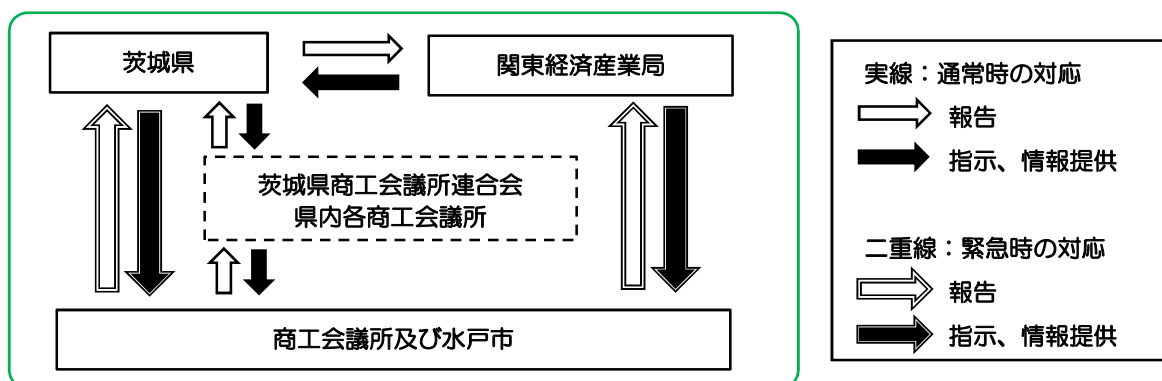 茨城県
関東経済産業局
茨城県商工会議所連合会
県内各商工会議所
商工会議所及び水戸市
実線：通常時の対応
報告
指示、情報提供
二重線：緊急時の対応
報告
指示、情報提供